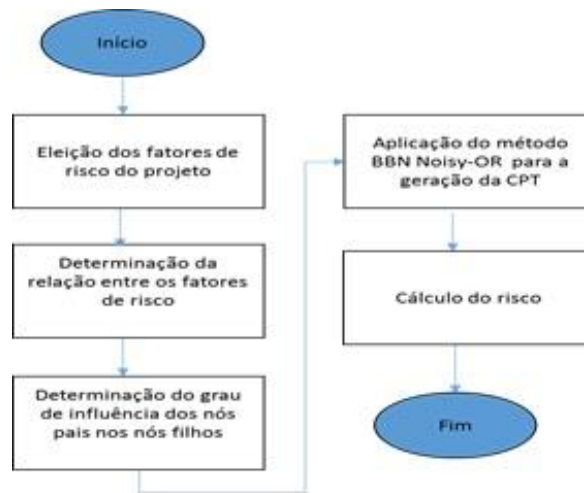 Início
Eleição dos fatores de
risco do projeto
Determinação da
relação entre os fatores
de risco
Determinação do grau
de influência dos nós
pais nos nós filhos
Aplicação do método
BBN Noisy-OR para a
geração da CPT
Cálculo do risco
Fim